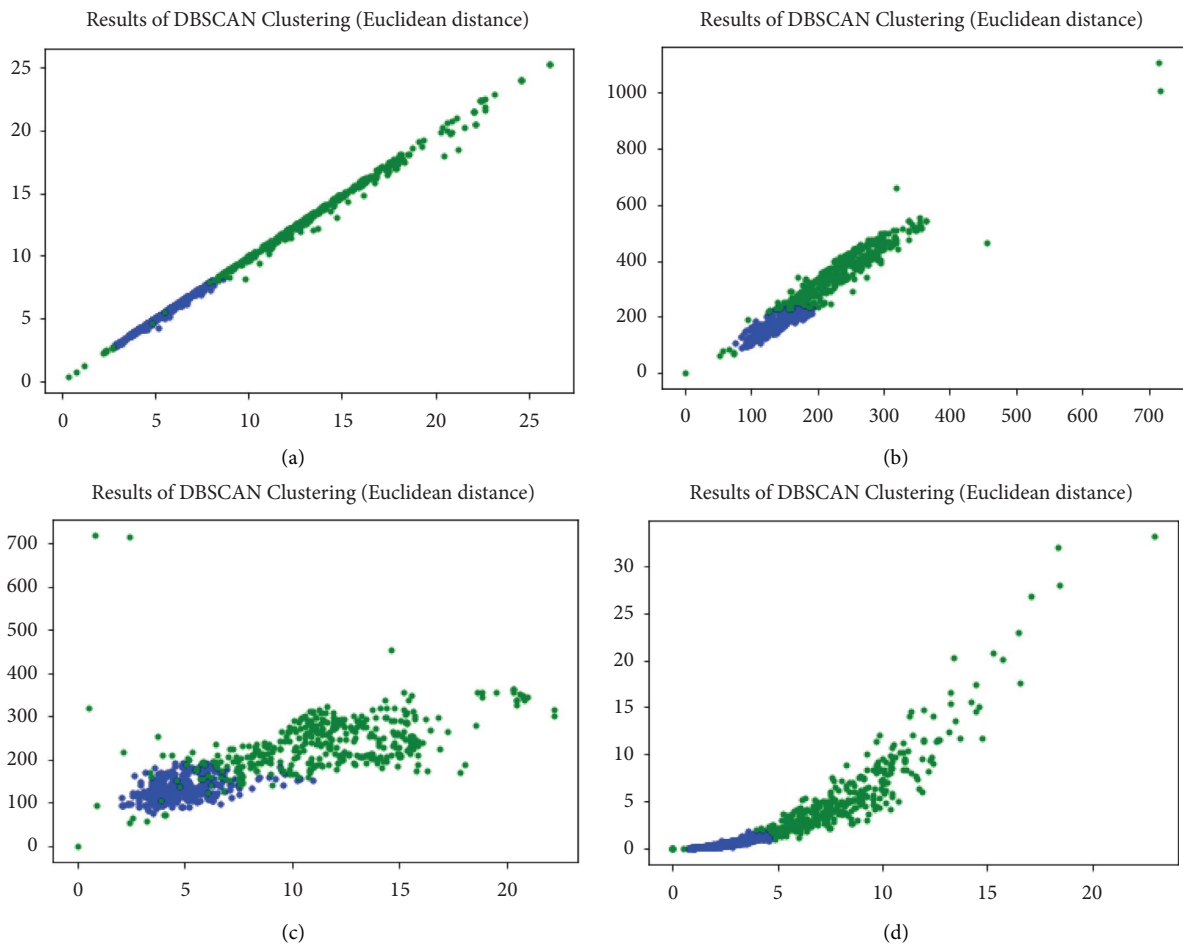 Results of DBSCAN Clustering (Euclidean distance)
25
20
15
10
5
0
0 5 10 15 20 25
(a)
Results of DBSCAN Clustering (Euclidean distance)
1000
800
600
400
200
0
0 100 200 300 400 500 600 700
(b)
Results of DBSCAN Clustering (Euclidean distance)
700
600
500
400
300
200
100
0
0 5 10 15 20
(c)
Results of DBSCAN Clustering (Euclidean distance)
30
25
20
15
10
5
0
0 5 10 15 20
(d)